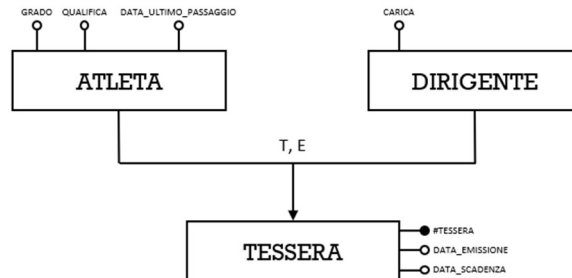 GRADO QUALIFICA DATA_ULTIMO_PASSAGGIO CARICA
ATLETA DIRIGENTE
T, E
TESSERA
#TESSERA
DATA_EMISSIONE
DATA_SCADENZA